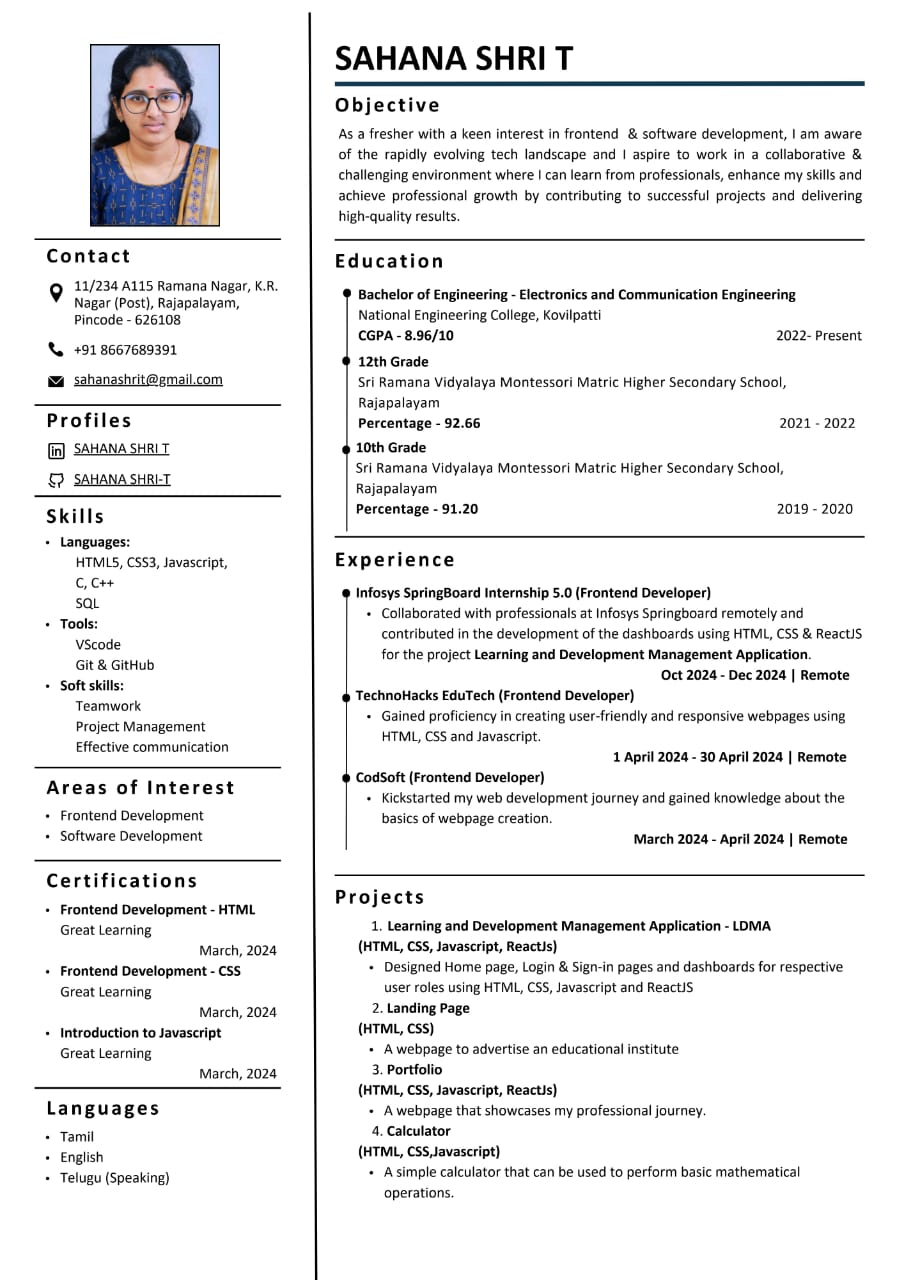 SAHANA SHRI T
Contact
11/234 A115 Ramana Nagar, K.R.
Nagar (Post), Rajapalayam,
Pincode - 626108
+91 8667689391
sahanashrit@gmail.com
Profiles
in SAHANA SHRI T
SAHANA SHRI-T
Skills
• Languages:
HTML5, CSS3, Javascript,
C, C++
SQL
• Tools:
VScode
Git & GitHub
• Soft skills:
Teamwork
Project Management
Effective communication
Areas of Interest
• Frontend Development
• Software Development
Certifications
• Frontend Development - HTML
Great Learning
March, 2024
• Frontend Development - CSS
Great Learning
March, 2024
• Introduction to Javascript
Great Learning
March, 2024
Languages
• Tamil
• English
• Telugu (Speaking)
Objective
As a fresher with a keen interest in frontend & software development, I am aware
of the rapidly evolving tech landscape and I aspire to work in a collaborative &
challenging environment where I can learn from professionals, enhance my skills and
achieve professional growth by contributing to successful projects and delivering
high-quality results.
Education
Bachelor of Engineering - Electronics and Communication Engineering
National Engineering College, Kovilpatti
CGPA - 8.96/10 2022- Present
12th Grade
Sri Ramana Vidyalaya Montessori Matric Higher Secondary School,
Rajapalayam
Percentage - 92.66 2021 - 2022
10th Grade
Sri Ramana Vidyalaya Montessori Matric Higher Secondary School,
Rajapalayam
Percentage - 91.20 2019 - 2020
Experience
Infosys SpringBoard Internship 5.0 (Frontend Developer)
• Collaborated with professionals at Infosys Springboard remotely and
contributed in the development of the dashboards using HTML, CSS & ReactJS
for the project Learning and Development Management Application.
Oct 2024 - Dec 2024 | Remote
TechnoHacks EduTech (Frontend Developer)
• Gained proficiency in creating user-friendly and responsive webpages using
HTML, CSS and Javascript.
1 April 2024 - 30 April 2024 | Remote
CodSoft (Frontend Developer)
• Kickstarted my web development journey and gained knowledge about the
basics of webpage creation.
March 2024 - April 2024 | Remote
Projects
1. Learning and Development Management Application - LDMA
(HTML, CSS, Javascript, ReactJs)
• Designed Home page, Login & Sign-in pages and dashboards for respective
user roles using HTML, CSS, Javascript and ReactJS
2. Landing Page
(HTML, CSS)
• A webpage to advertise an educational institute
3. Portfolio
(HTML, CSS, Javascript, ReactJs)
• A webpage that showcases my professional journey.
4. Calculator
(HTML, CSS,Javascript)
• A simple calculator that can be used to perform basic mathematical
operations.